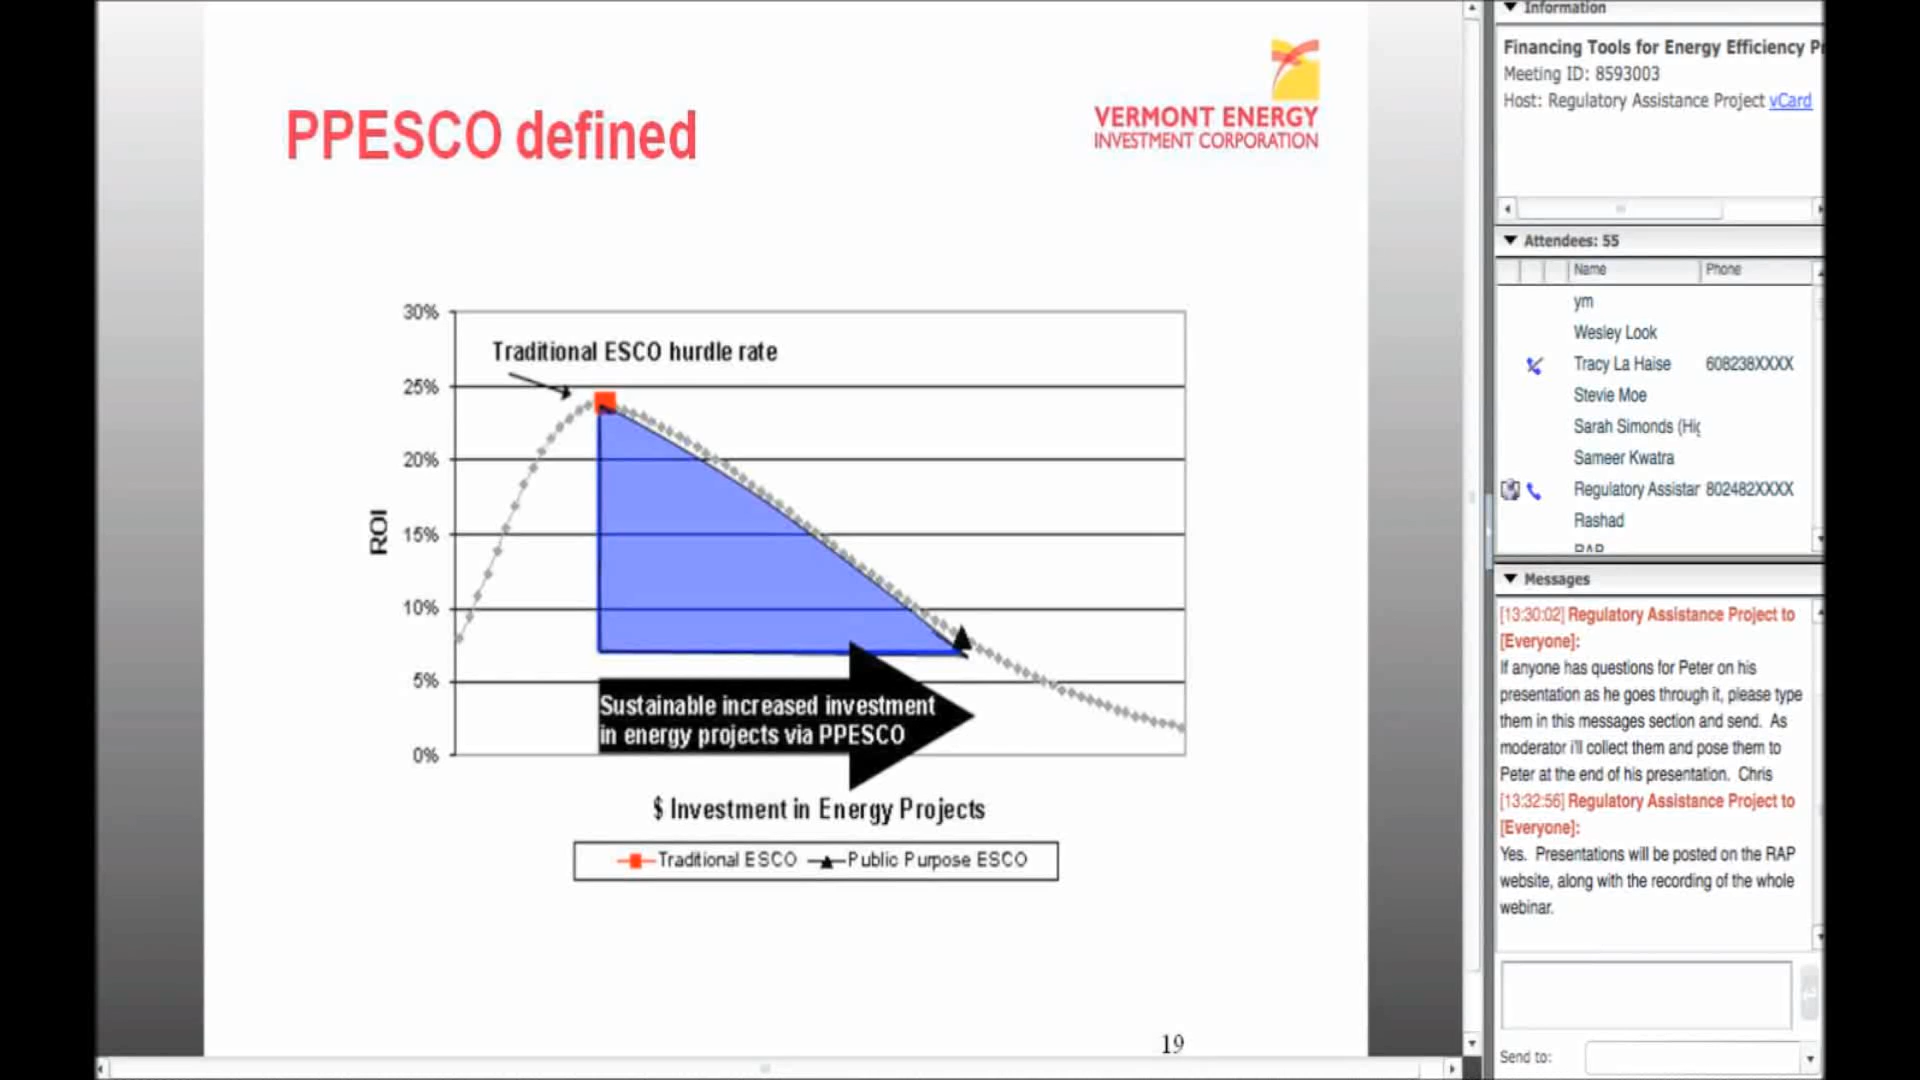 PPESCO defined
VERMONT ENERGY
INVESTMENT CORPORATION
30%
Traditional ESCO hurdle rate
25%
20%
15%
ROI
10%
5%
Sustainable increased investment
in energy projects via PPESCO
0%
$ Investment in Energy Projects
Traditional ESCO Public Purpose ESCO
19
Information
Financing Tools for Energy Efficiency
Meeting ID: 8593003
Host: Regulatory Assistance Project vCard
Attendees: 55
Name Phone
ym
Wesley Look
Tracy La Haise 608238XXXX
Stevie Moe
Sarah Simonds
Sameer Kwatra
Regulatory Assistar 802482XXXX
Rashad
RAP
Messages
[13:30:02] Regulatory Assistance Project to
[Everyone]:
If anyone has questions for Peter on his
presentation as he goes through it, please type
them in this messages section and send. As
moderator i'll collect them and pose them to
Peter at the end of his presentation. Chris
[13:32:56] Regulatory Assistance Project to
[Everyone]:
Yes. Presentations will be posted on the RAP
website, along with the recording of the whole
webinar.
Send to: